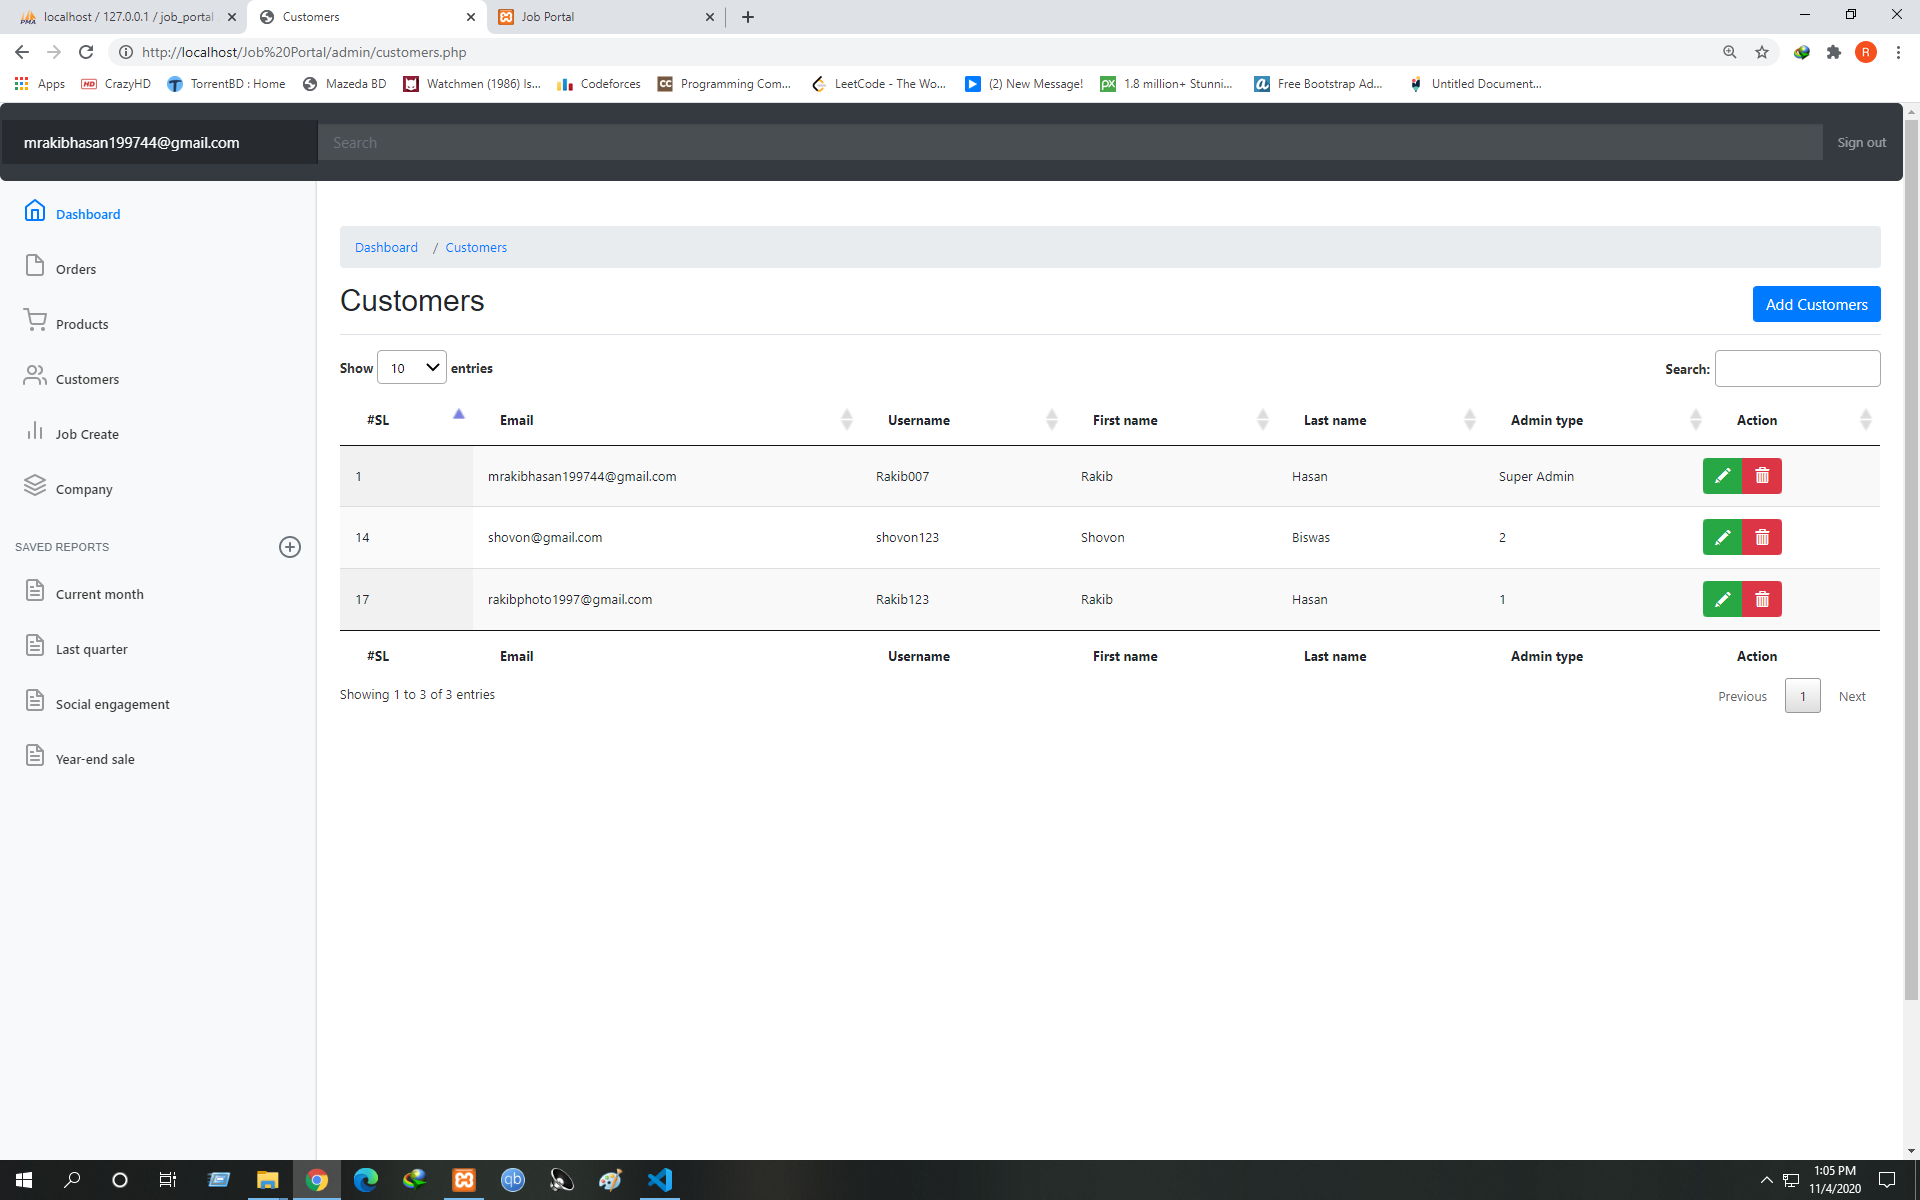 localhost / 127.0.0.1 / job_portal
Customers
Job Portal
http://localhost/Job%20Portal/admin/customers.php
R
Apps
CrazyHD
TorrentBD : Home
Mazeda BD
Watchmen (1986) Is...
Codeforces
Programming Com...
LeetCode - The Wo...
(2) New Message!
1.8 million+ Stunni...
Free Bootstrap Ad...
Untitled Document...
mrakibhasan199744@gmail.com
Search
Sign out
Dashboard
Orders
Products
Customers
Job Create
Company
SAVED REPORTS
Current month
Last quarter
Social engagement
Year-end sale
Dashboard / Customers
Customers
Add Customers
Show 10 entries
Search:
#SL Email Username First name Last name Admin type Action
1 mrakibhasan199744@gmail.com Rakib007 Rakib Hasan Super Admin
14 shovon@gmail.com shovon123 Shovon Biswas 2
17 rakibphoto1997@gmail.com Rakib123 Rakib Hasan 1
#SL Email Username First name Last name Admin type Action
Showing 1 to 3 of 3 entries
Previous 1 Next
1:05 PM
11/4/2020